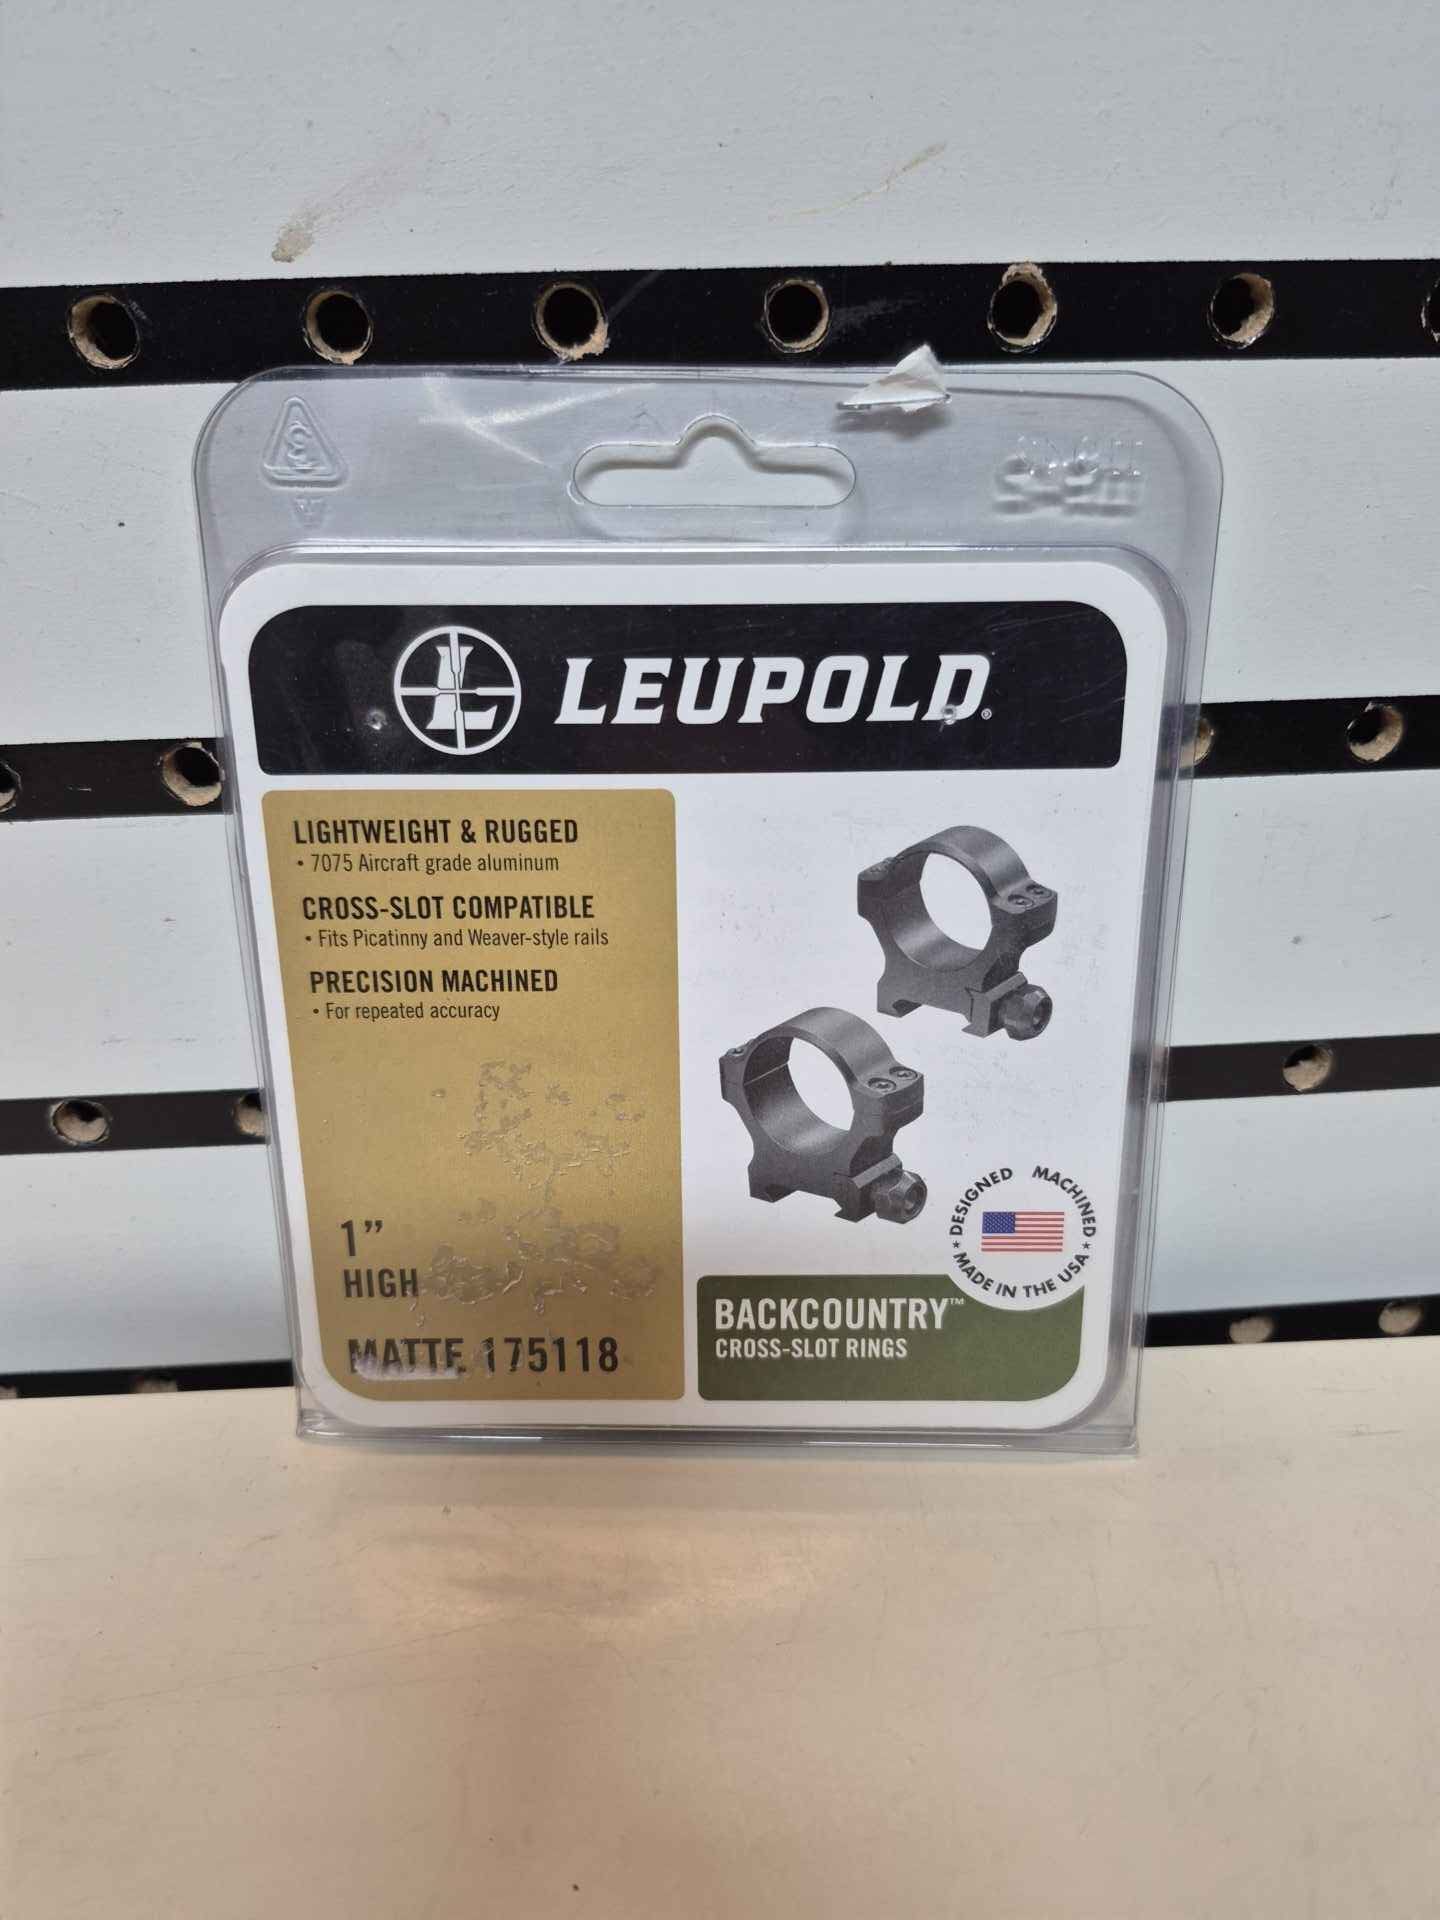 LEUPOLD®
LIGHTWEIGHT & RUGGED
• 7075 Aircraft grade aluminum
CROSS-SLOT COMPATIBLE
• Fits Picatinny and Weaver-style rails
PRECISION MACHINED
• For repeated accuracy
1”
HIGH
MATTE 175118
DESIGNED MACHINED
★ MADE IN THE USA ★
BACKCOUNTRY™
CROSS-SLOT RINGS
3